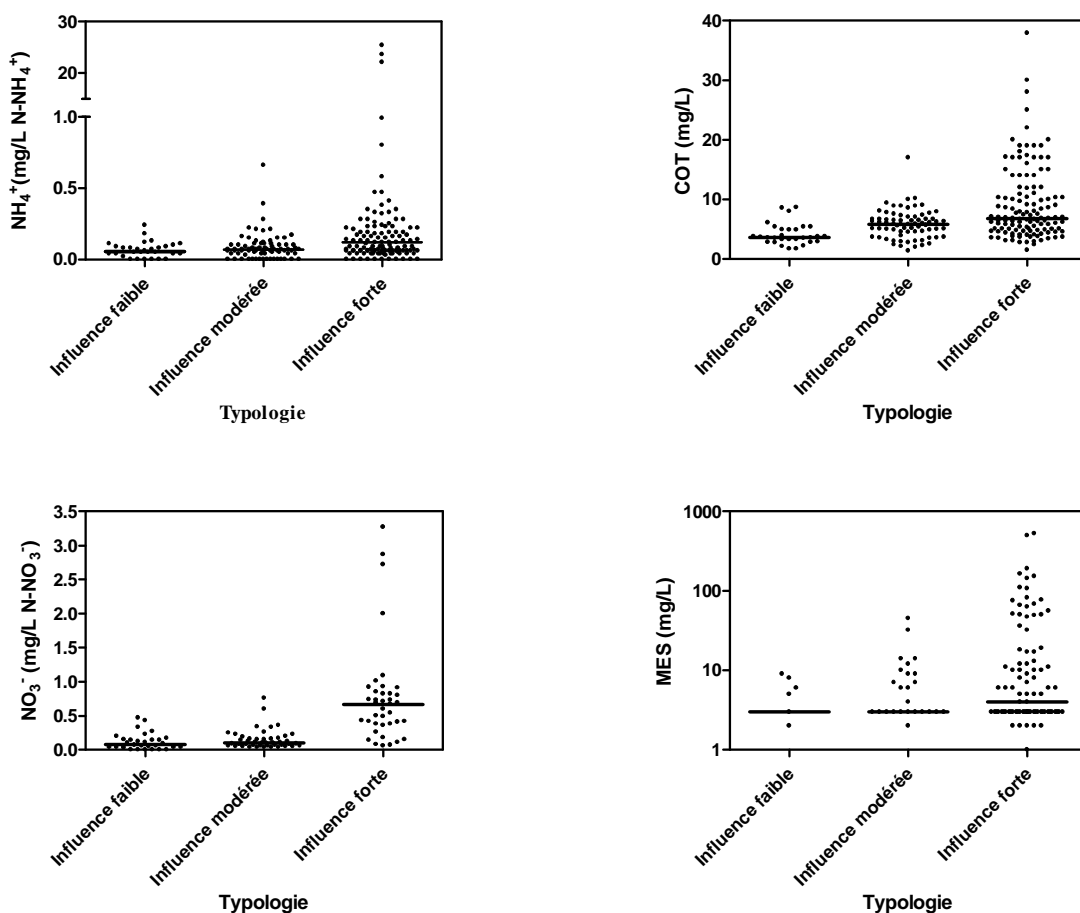 30
20
1.0
0.5
0.0
NH₄⁺(mg/L N-NH₄⁺)
Influence faible
Influence modérée
Influence forte
Typologie
40
30
20
10
0
COT (mg/L)
Influence faible
Influence modérée
Influence forte
Typologie
3.5
3.0
2.5
2.0
1.5
1.0
0.5
0.0
NO₃⁻ (mg/L N-NO₃⁻)
Influence faible
Influence modérée
Influence forte
Typologie
1000
100
10
1
MES (mg/L)
Influence faible
Influence modérée
Influence forte
Typologie